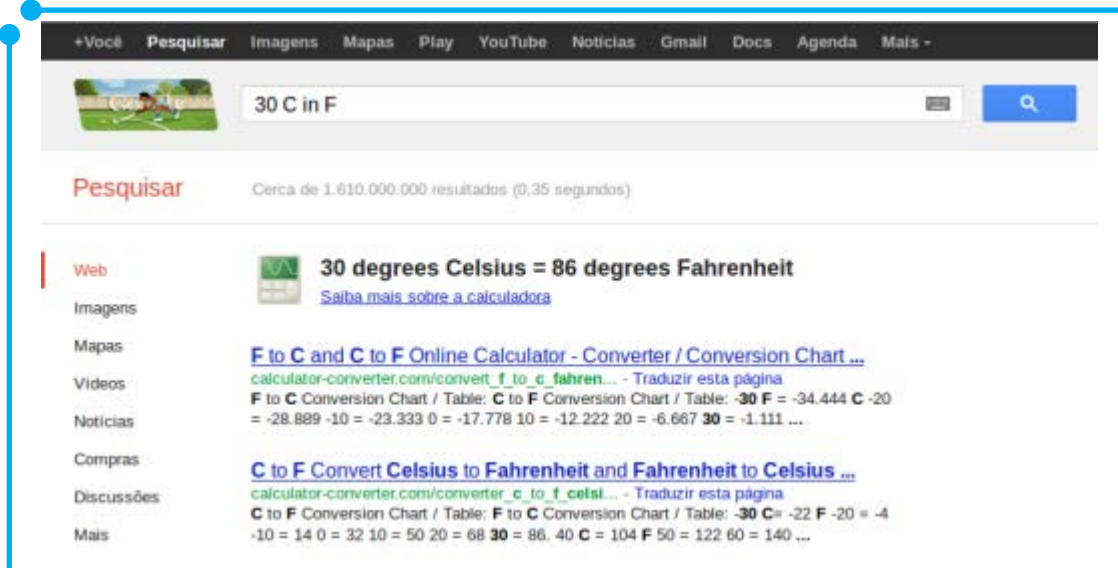 +Você Pesquisar Imagens Mapas Play YouTube Notícias Gmail Docs Agenda Mais
Google
30 C in F
Pesquisar
Cerca de 1.610.000.000 resultados (0,35 segundos)
Web
Imagens
Mapas
Vídeos
Notícias
Compras
Discussões
Mais
30 degrees Celsius = 86 degrees Fahrenheit
Saiba mais sobre a calculadora
F to C and C to F Online Calculator - Converter / Conversion Chart ...
calculator-converter.com/convert_f_to_c_fahren... - Traduzir esta página
F to C Conversion Chart / Table: C to F Conversion Chart / Table: -30 F = -34.444 C -20
= -28.889 -10 = -23.333 0 = -17.778 10 = -12.222 20 = -6.667 30 = -1.111 ...
C to F Convert Celsius to Fahrenheit and Fahrenheit to Celsius ...
calculator-converter.com/converter_c_to_f_celsi... - Traduzir esta página
C to F Conversion Chart / Table: F to C Conversion Chart / Table: -30 C= -22 F -20 = -4
-10 = 14 0 = 32 10 = 50 20 = 68 30 = 86. 40 C = 104 F 50 = 122 60 = 140 ...